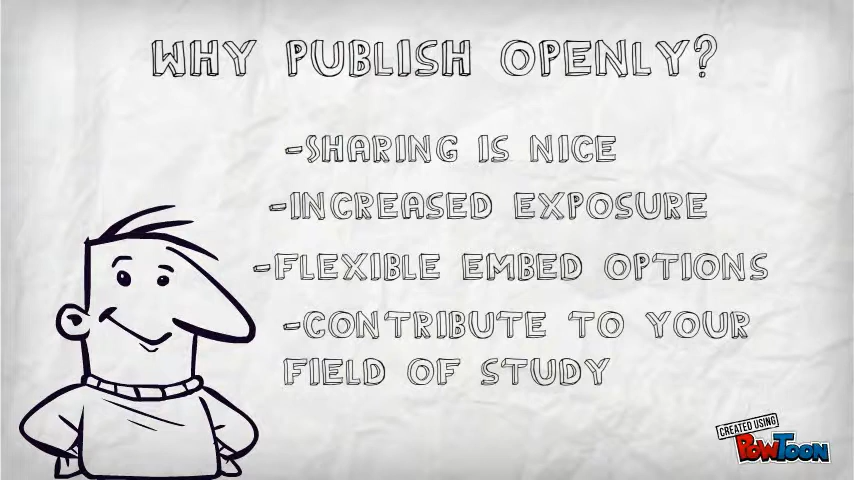 WHY PUBLISH OPENLY?
-SHARING IS NICE
-INCREASED EXPOSURE
-FLEXIBLE EMBED OPTIONS
-CONTRIBUTE TO YOUR
FIELD OF STUDY
CREATED USING
POWTOON